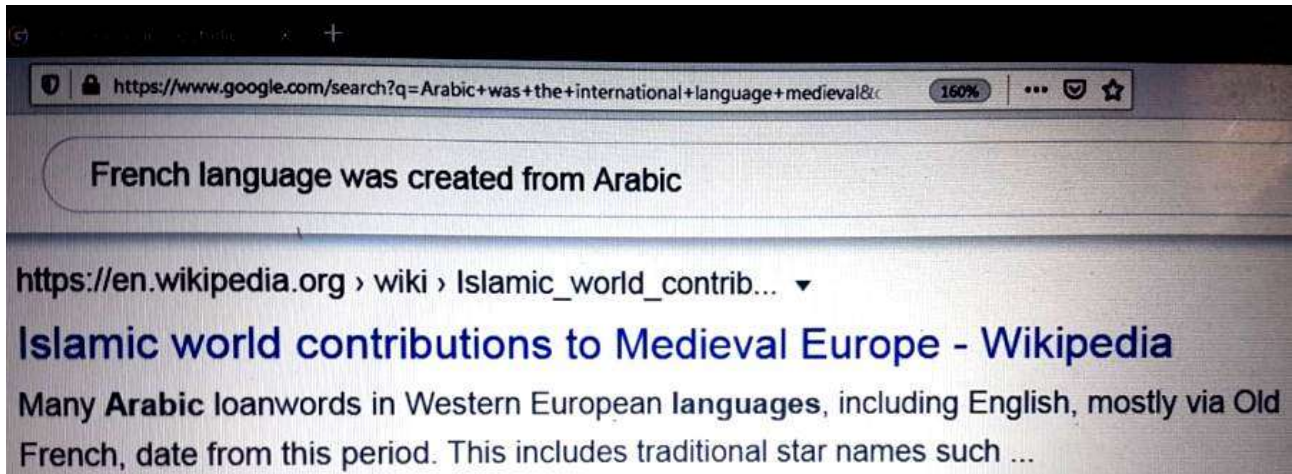 https://www.google.com/search?q=Arabic+was+the+international+language+medieval&
160%
French language was created from Arabic
https://en.wikipedia.org › wiki › Islamic_world_contrib...
Islamic world contributions to Medieval Europe - Wikipedia
Many Arabic loanwords in Western European languages, including English, mostly via Old
French, date from this period. This includes traditional star names such ...